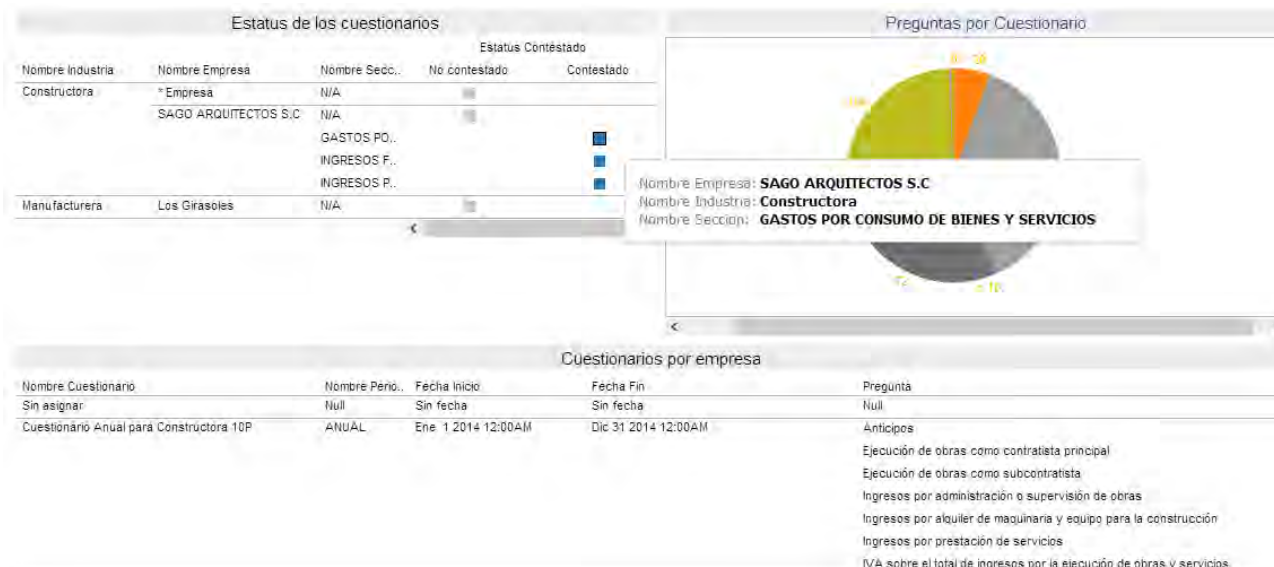 Estatus de los cuestionarios
Estatus Contestado
Nombre Industria Nombre Empresa Nombre Secc.. No contestado Contestado
Constructora * Empresa N/A
SAGO ARQUITECTOS S.C N/A
GASTOS PO..
INGRESOS F..
INGRESOS P..
Manufacturera Los Girasoles N/A
Preguntas por Cuestionario
Nombre Empresa: SAGO ARQUITECTOS S.C
Nombre Industria: Constructora
Nombre Seccion: GASTOS POR CONSUMO DE BIENES Y SERVICIOS
Cuestionarios por empresa
Nombre Cuestionario Nombre Perio.. Fecha Inicio Fecha Fin Pregunta
Sin asignar Null Sin fecha Sin fecha Null
Cuestionario Anual para Constructora 10P ANUAL Ene 1 2014 12:00AM Dic 31 2014 12:00AM Anticipos
Ejecución de obras como contratista principal
Ejecución de obras como subcontratista
Ingresos por administración o supervisión de obras
Ingresos por alquiler de maquinaria y equipo para la construcción
Ingresos por prestación de servicios
IVA sobre el total de ingresos por la ejecución de obras y servicios.